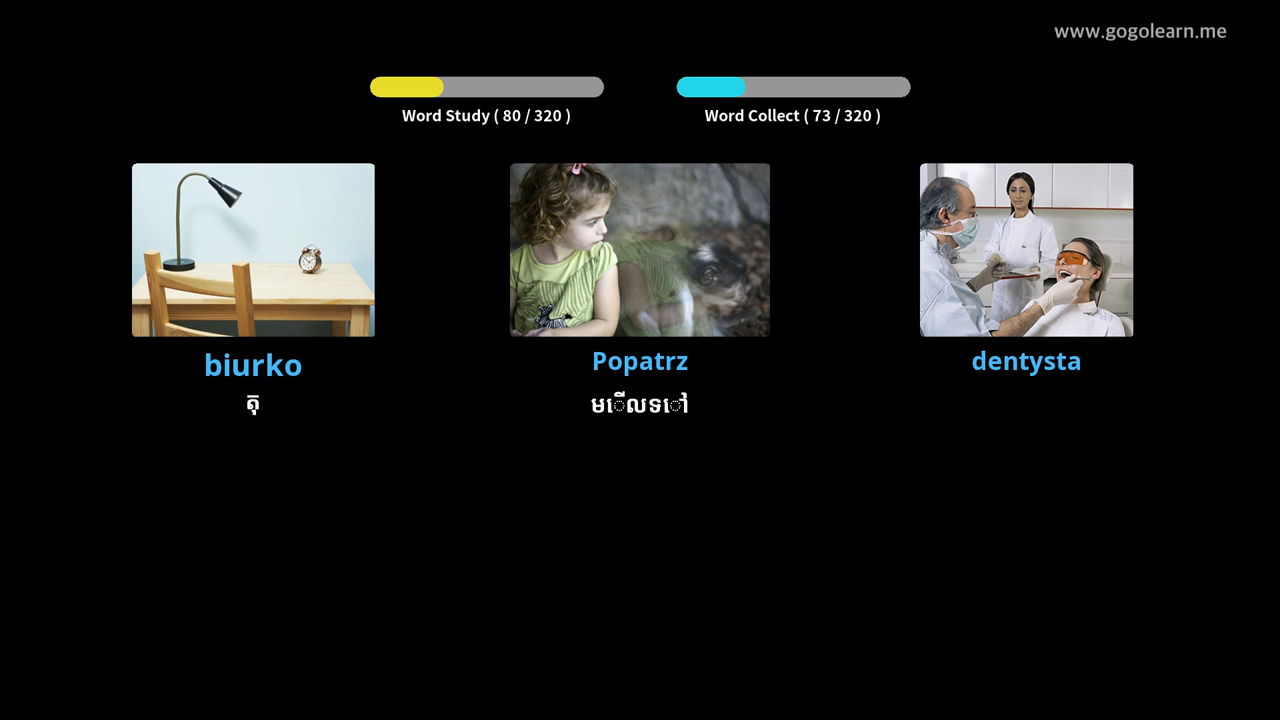 www.gogolearn.me
Word Study ( 80 / 320 )
Word Collect ( 73 / 320 )
biurko
Popatrz
dentysta
តុ
មើលទៅ